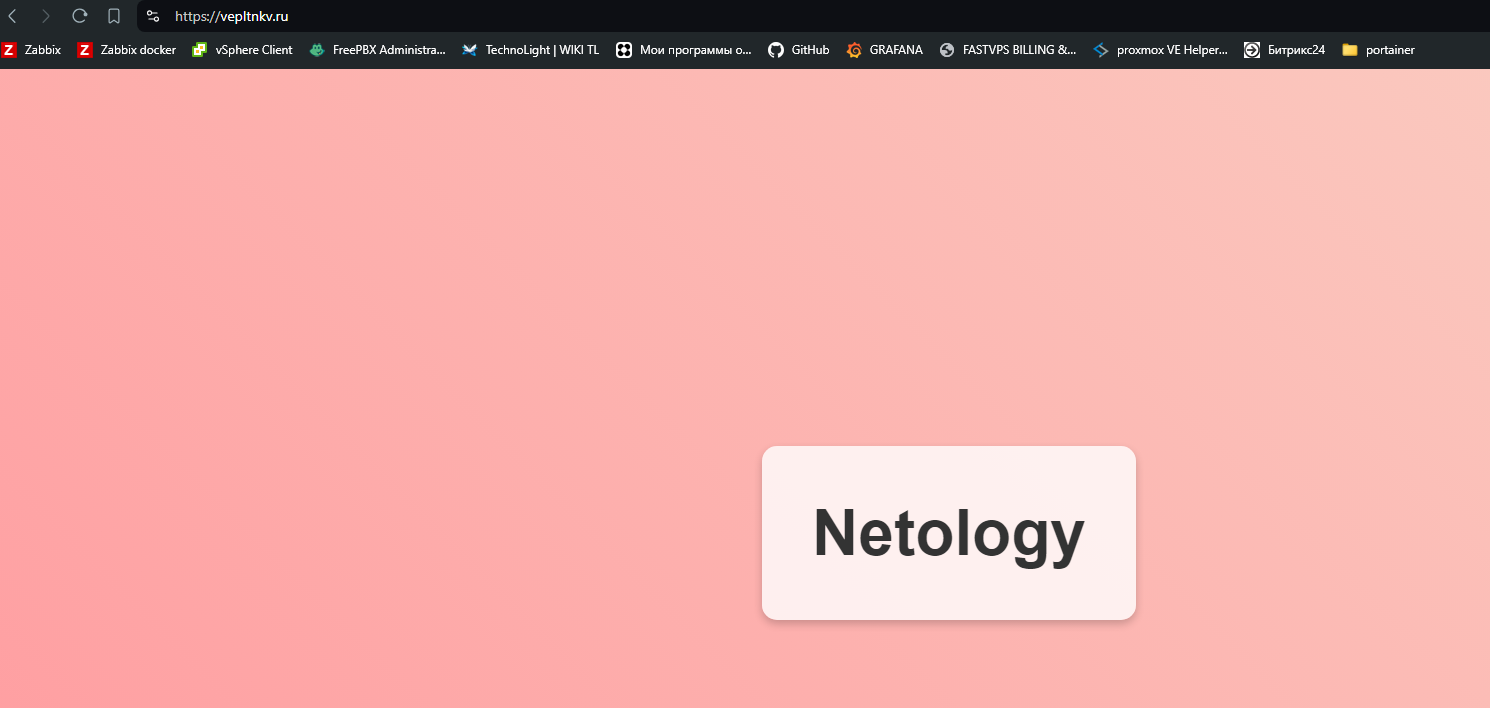 https://vepltnkv.ru
Zabbix Zabbix docker vSphere Client FreePBX Administra... TechnoLight | WIKI TL Мои программы о... GitHub GRAFANA FASTVPS BILLING &... proxmox VE Helper... Битрикс24 portainer
Netology